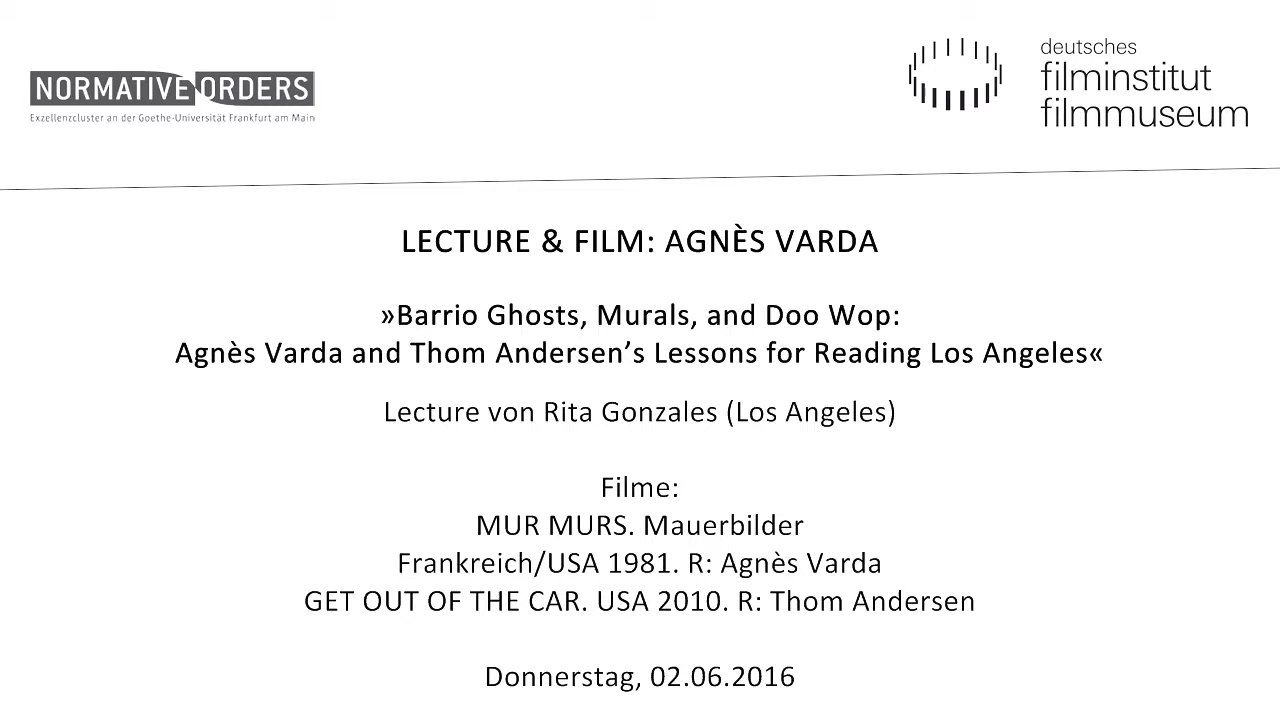 NORMATIVE ORDERS
Exzellenzcluster an der Goethe-Universität Frankfurt am Main
deutsches
filminstitut
filmmuseum
LECTURE & FILM: AGNÈS VARDA
»Barrio Ghosts, Murals, and Doo Wop:
Agnès Varda and Thom Andersen’s Lessons for Reading Los Angeles«
Lecture von Rita Gonzales (Los Angeles)
Filme:
MUR MURS. Mauerbilder
Frankreich/USA 1981. R: Agnès Varda
GET OUT OF THE CAR. USA 2010. R: Thom Andersen
Donnerstag, 02.06.2016